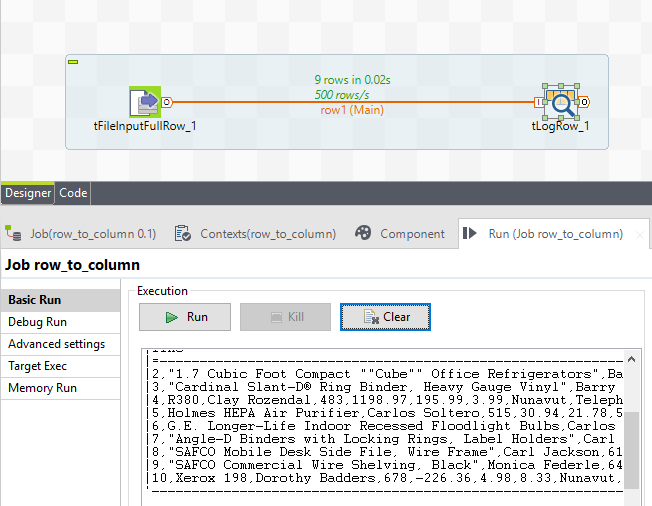 9 rows in 0.02s
500 rows/s
row1 (Main)
O
I
O
tFileInputFullRow_1
tLogRow_1
Designer
Code
Job(row_to_column 0.1)
Contexts(row_to_column)
Component
Run (Job row_to_column)
Job row_to_column
Basic Run
Debug Run
Advanced settings
Target Exec
Memory Run
Execution
Run
Kill
Clear
|=----------------------------------------
|2,"1.7 Cubic Foot Compact ""Cube"" Office Refrigerators",Ba
|3,"Cardinal Slant-D® Ring Binder, Heavy Gauge Vinyl",Barry
|4,R380,Clay Rozendal,483,1198.97,195.99,3.99,Nunavut,Teleph
|5,Holmes HEPA Air Purifier,Carlos Soltero,515,30.94,21.78,5
|6,G.E. Longer-Life Indoor Recessed Floodlight Bulbs,Carlos
|7,"Angle-D Binders with Locking Rings, Label Holders",Carl
|8,"SAFCO Mobile Desk Side File, Wire Frame",Carl Jackson,61
|9,"SAFCO Commercial Wire Shelving, Black",Monica Federle,64
|10,Xerox 198,Dorothy Badders,678,-226.36,4.98,8.33,Nunavut,
'-----------------------------------------